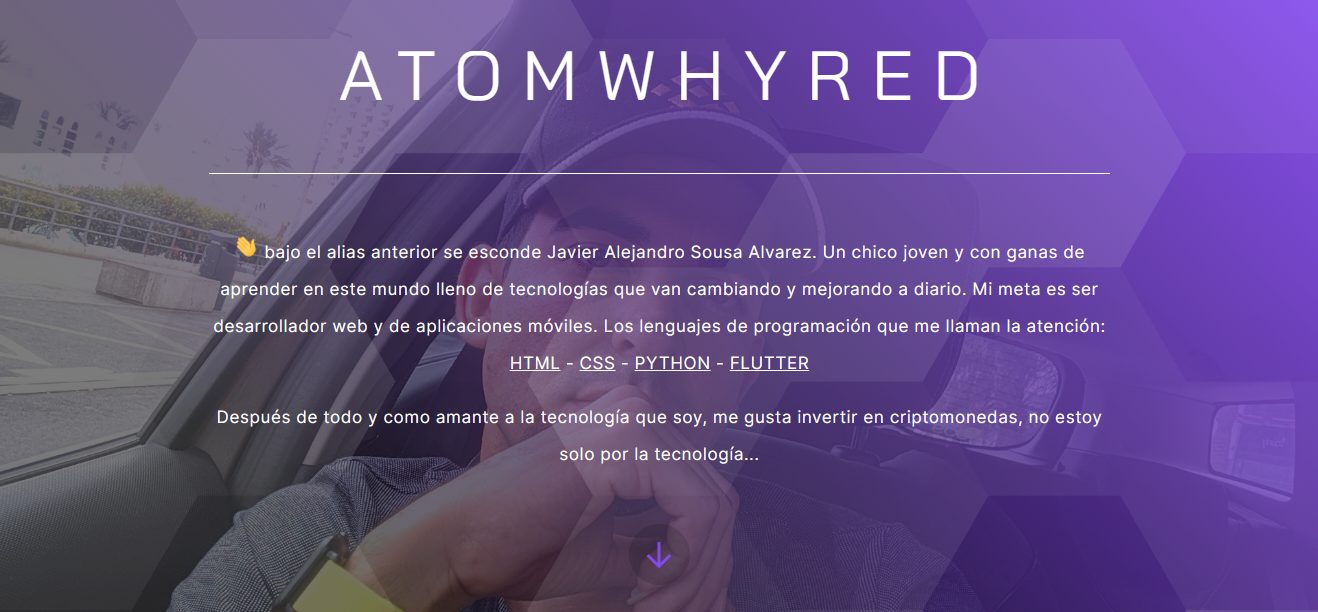 ATOMWHYRED
👋 bajo el alias anterior se esconde Javier Alejandro Sousa Alvarez. Un chico joven y con ganas de
aprender en este mundo lleno de tecnologías que van cambiando y mejorando a diario. Mi meta es ser
desarrollador web y de aplicaciones móviles. Los lenguajes de programación que me llaman la atención:
HTML - CSS - PYTHON - FLUTTER
Después de todo y como amante a la tecnología que soy, me gusta invertir en criptomonedas, no estoy
solo por la tecnología...